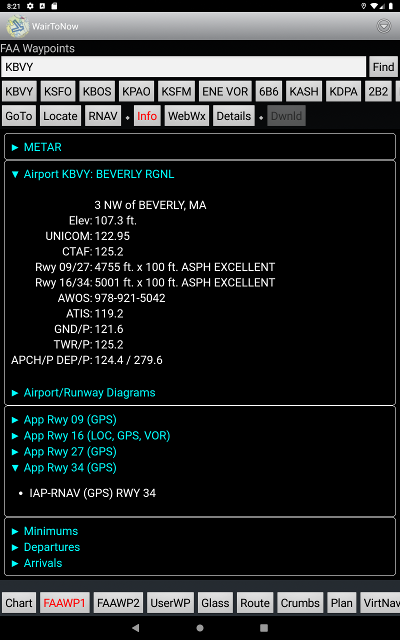 8:21
WairToNow
FAA Waypoints
KBVY Find
KBVY KSFO KBOS KPAO KSFM ENE VOR 6B6 KASH KDPA 2B2
GoTo Locate RNAV • Info WebWx Details • Dwnld
► METAR
▼ Airport KBVY: BEVERLY RGNL
3 NW of BEVERLY, MA
Elev: 107.3 ft.
UNICOM: 122.95
CTAF: 125.2
Rwy 09/27: 4755 ft. x 100 ft. ASPH EXCELLENT
Rwy 16/34: 5001 ft. x 100 ft. ASPH EXCELLENT
AWOS: 978-921-5042
ATIS: 119.2
GND/P: 121.6
TWR/P: 125.2
APCH/P DEP/P: 124.4 / 279.6
► Airport/Runway Diagrams
► App Rwy 09 (GPS)
► App Rwy 16 (LOC, GPS, VOR)
► App Rwy 27 (GPS)
▼ App Rwy 34 (GPS)
• IAP-RNAV (GPS) RWY 34
► Minimums
► Departures
► Arrivals
Chart FAAWP1 FAAWP2 UserWP Glass Route Crumbs Plan VirtNav